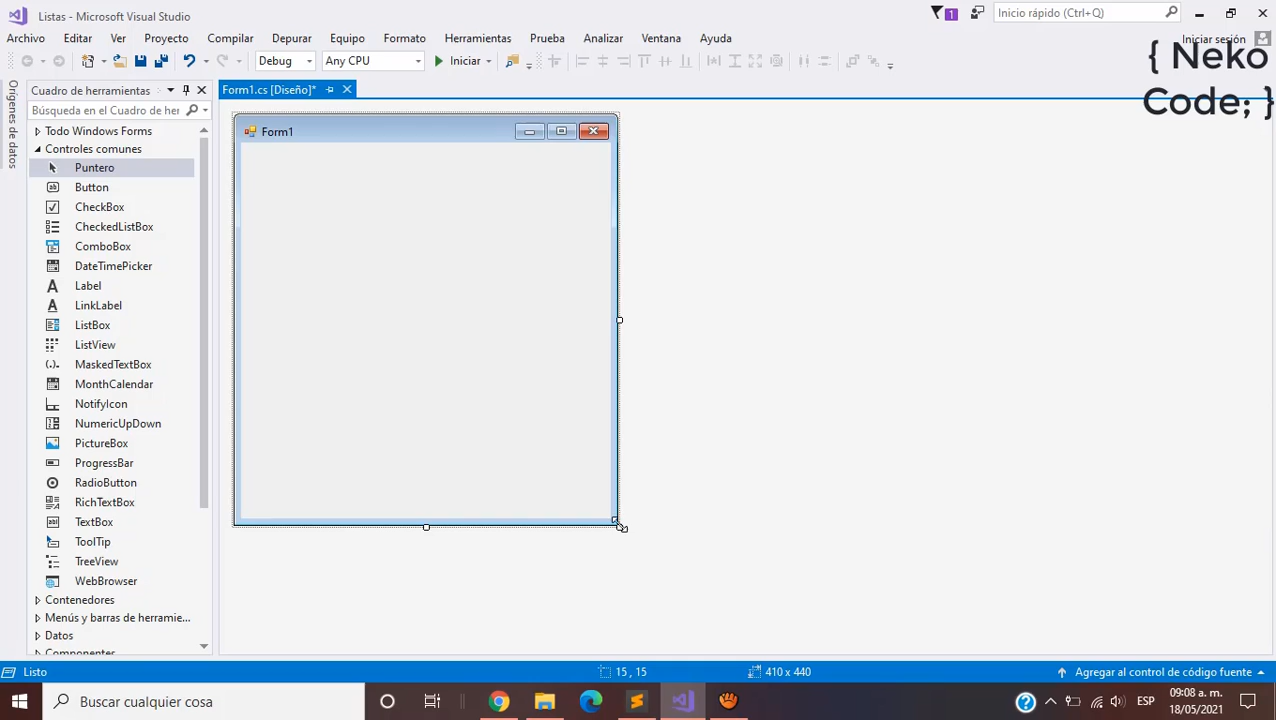 Listas - Microsoft Visual Studio
1
Inicio rápido (Ctrl+Q)
Archivo Editar Ver Proyecto Compilar Depurar Equipo Formato Herramientas Prueba Analizar Ventana Ayuda
Iniciar sesión
{ Neko
Code; }
Debug Any CPU Iniciar
Orígenes de datos
Cuadro de herramientas
Form1.cs [Diseño]*
Búsqueda en el Cuadro de her
Todo Windows Forms
Controles comunes
Puntero
Button
CheckBox
CheckedListBox
ComboBox
DateTimePicker
Label
LinkLabel
ListBox
ListView
MaskedTextBox
MonthCalendar
NotifyIcon
NumericUpDown
PictureBox
ProgressBar
RadioButton
RichTextBox
TextBox
ToolTip
TreeView
WebBrowser
Contenedores
Menús y barras de herramie...
Datos
Componentes
Form1
Listo
15 , 15
410 x 440
Agregar al control de código fuente
Buscar cualquier cosa
ESP
09:08 a. m.
18/05/2021